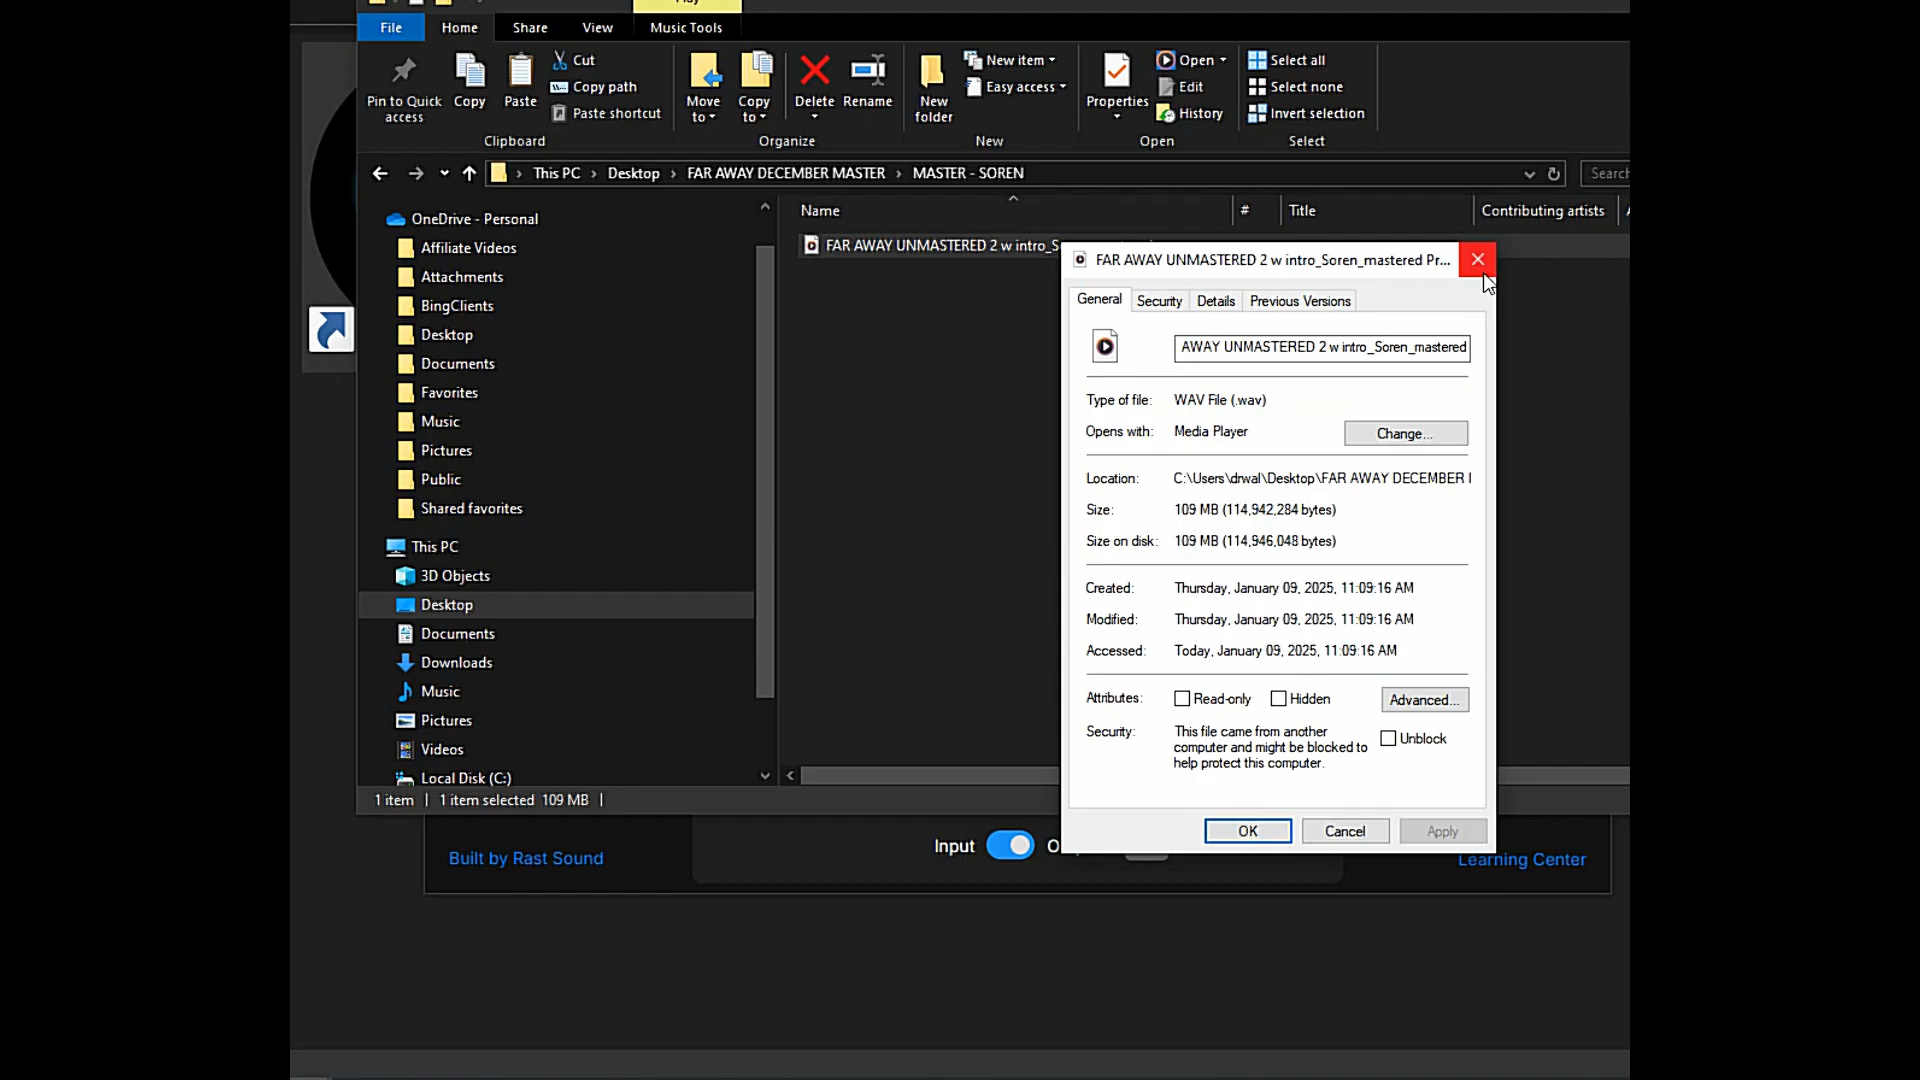 File
Home
Share
View
Music Tools
Pin to Quick access
Copy
Paste
Cut
Copy path
Paste shortcut
Clipboard
Move to
Copy to
Delete
Rename
Organize
New folder
New item
Easy access
New
Properties
Open
Edit
History
Open
Select all
Select none
Invert selection
Select
This PC › Desktop › FAR AWAY DECEMBER MASTER › MASTER - SOREN
Search
OneDrive - Personal
Affiliate Videos
Attachments
BingClients
Desktop
Documents
Favorites
Music
Pictures
Public
Shared favorites
This PC
3D Objects
Desktop
Documents
Downloads
Music
Pictures
Videos
Local Disk (C:)
Name
#
Title
Contributing artists
FAR AWAY UNMASTERED 2 w intro_S
FAR AWAY UNMASTERED 2 w intro_Soren_mastered Pr...
General
Security
Details
Previous Versions
AWAY UNMASTERED 2 w intro_Soren_mastered
Type of file: WAV File (.wav)
Opens with: Media Player
Change...
Location: C:\Users\drwal\Desktop\FAR AWAY DECEMBER
Size: 109 MB (114,942,284 bytes)
Size on disk: 109 MB (114,946,048 bytes)
Created: Thursday, January 09, 2025, 11:09:16 AM
Modified: Thursday, January 09, 2025, 11:09:16 AM
Accessed: Today, January 09, 2025, 11:09:16 AM
Attributes: Read-only Hidden
Advanced...
Security: This file came from another
computer and might be blocked to
help protect this computer.
Unblock
OK
Cancel
Apply
1 item | 1 item selected 109 MB |
Built by Rast Sound
Input
Learning Center